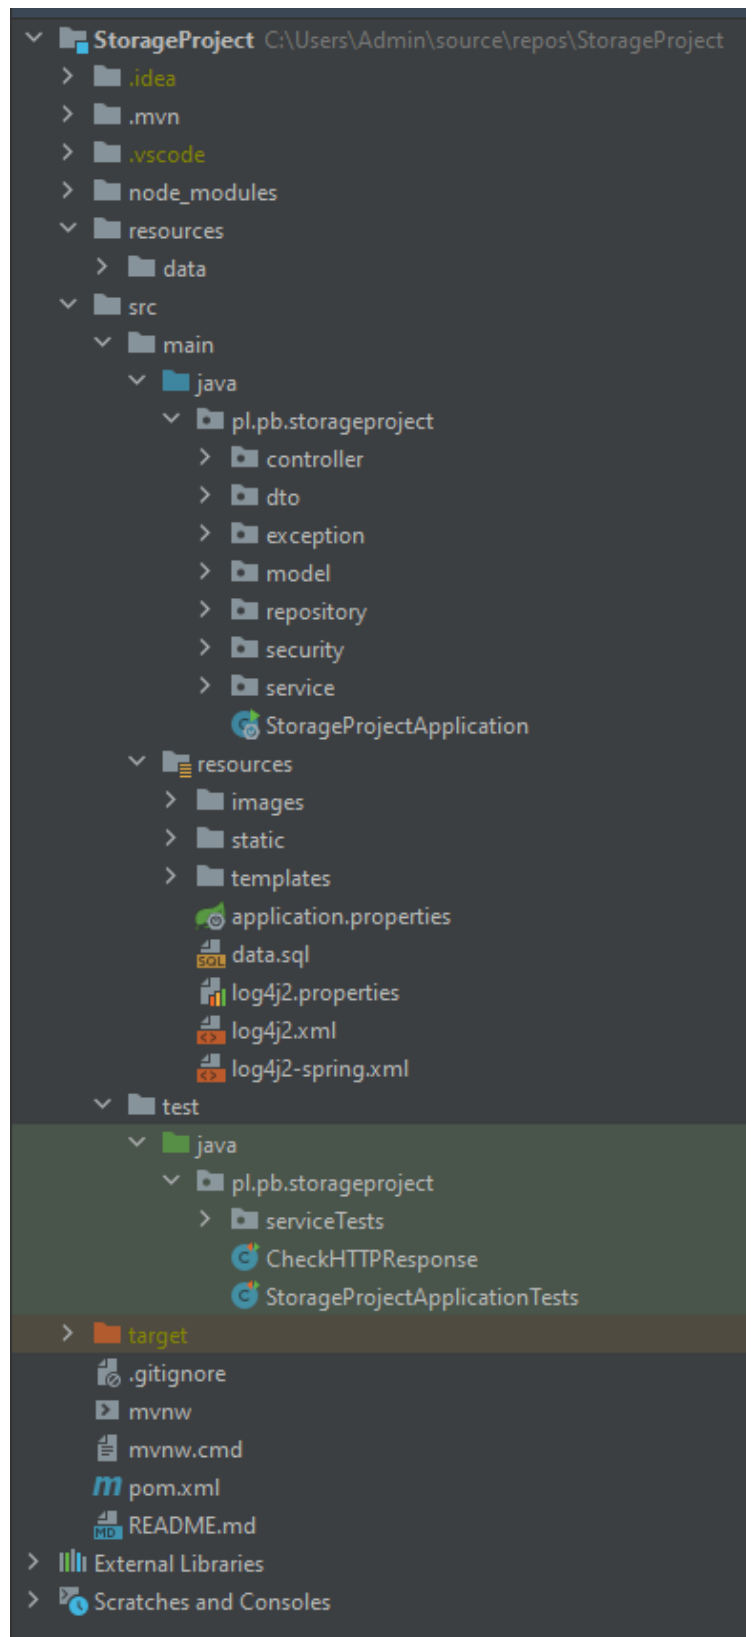 StorageProject C:\Users\Admin\source\repos\StorageProject
.idea
.mvn
.vscode
node_modules
resources
data
src
main
java
pl.pb.storageproject
controller
dto
exception
model
repository
security
service
StorageProjectApplication
resources
images
static
templates
application.properties
data.sql
log4j2.properties
log4j2.xml
log4j2-spring.xml
test
java
pl.pb.storageproject
serviceTests
CheckHTTPResponse
StorageProjectApplicationTests
target
.gitignore
mvnw
mvnw.cmd
pom.xml
README.md
External Libraries
Scratches and Consoles